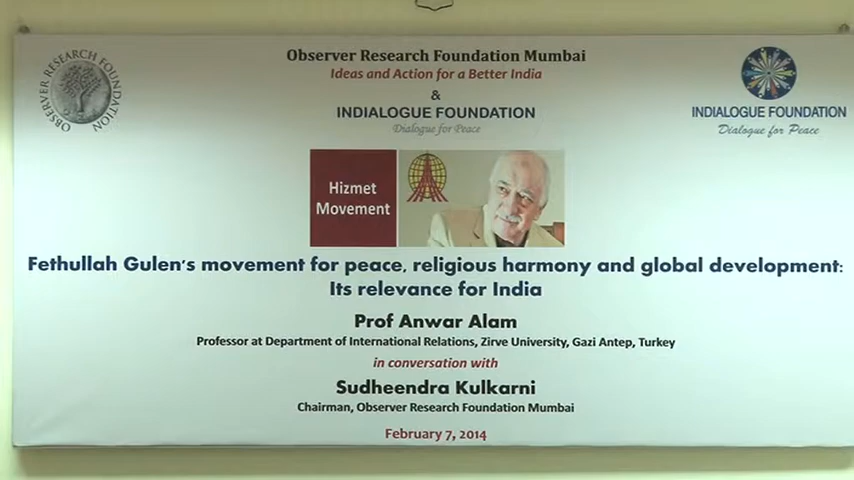 OBSERVER RESEARCH FOUNDATION
Observer Research Foundation Mumbai
Ideas and Action for a Better India
&
INDIALOGUE FOUNDATION
Dialogue for Peace
INDIALOGUE FOUNDATION
Dialogue for Peace
Hizmet
Movement
Fethullah Gulen's movement for peace, religious harmony and global development:
Its relevance for India
Prof Anwar Alam
Professor at Department of International Relations, Zirve University, Gazi Antep, Turkey
in conversation with
Sudheendra Kulkarni
Chairman, Observer Research Foundation Mumbai
February 7, 2014